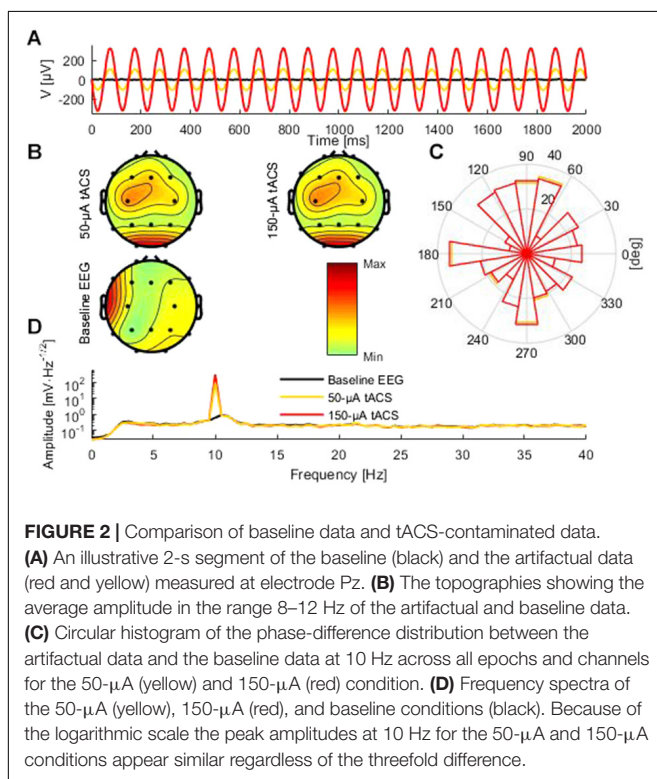 A
V [µV]
200
0
-200
0 200 400 600 800 1000 1200 1400 1600 1800 2000
Time [ms]
B
50-µA tACS
150-µA tACS
Baseline EEG
Max
Min
C
90
120 40 60
150 20 30
180 0
210 330
240 300
270
[deg]
D
Amplitude [mV·Hz⁻¹ᐟ²]
10²
10¹
10⁰
10⁻¹
Baseline EEG
50-µA tACS
150-µA tACS
0 5 10 15 20 25 30 35 40
Frequency [Hz]
FIGURE 2 | Comparison of baseline data and tACS-contaminated data.
(A) An illustrative 2-s segment of the baseline (black) and the artifactual data
(red and yellow) measured at electrode Pz. (B) The topographies showing the
average amplitude in the range 8–12 Hz of the artifactual and baseline data.
(C) Circular histogram of the phase-difference distribution between the
artifactual data and the baseline data at 10 Hz across all epochs and channels
for the 50-µA (yellow) and 150-µA (red) condition. (D) Frequency spectra of
the 50-µA (yellow), 150-µA (red), and baseline conditions (black). Because of
the logarithmic scale the peak amplitudes at 10 Hz for the 50-µA and 150-µA
conditions appear similar regardless of the threefold difference.